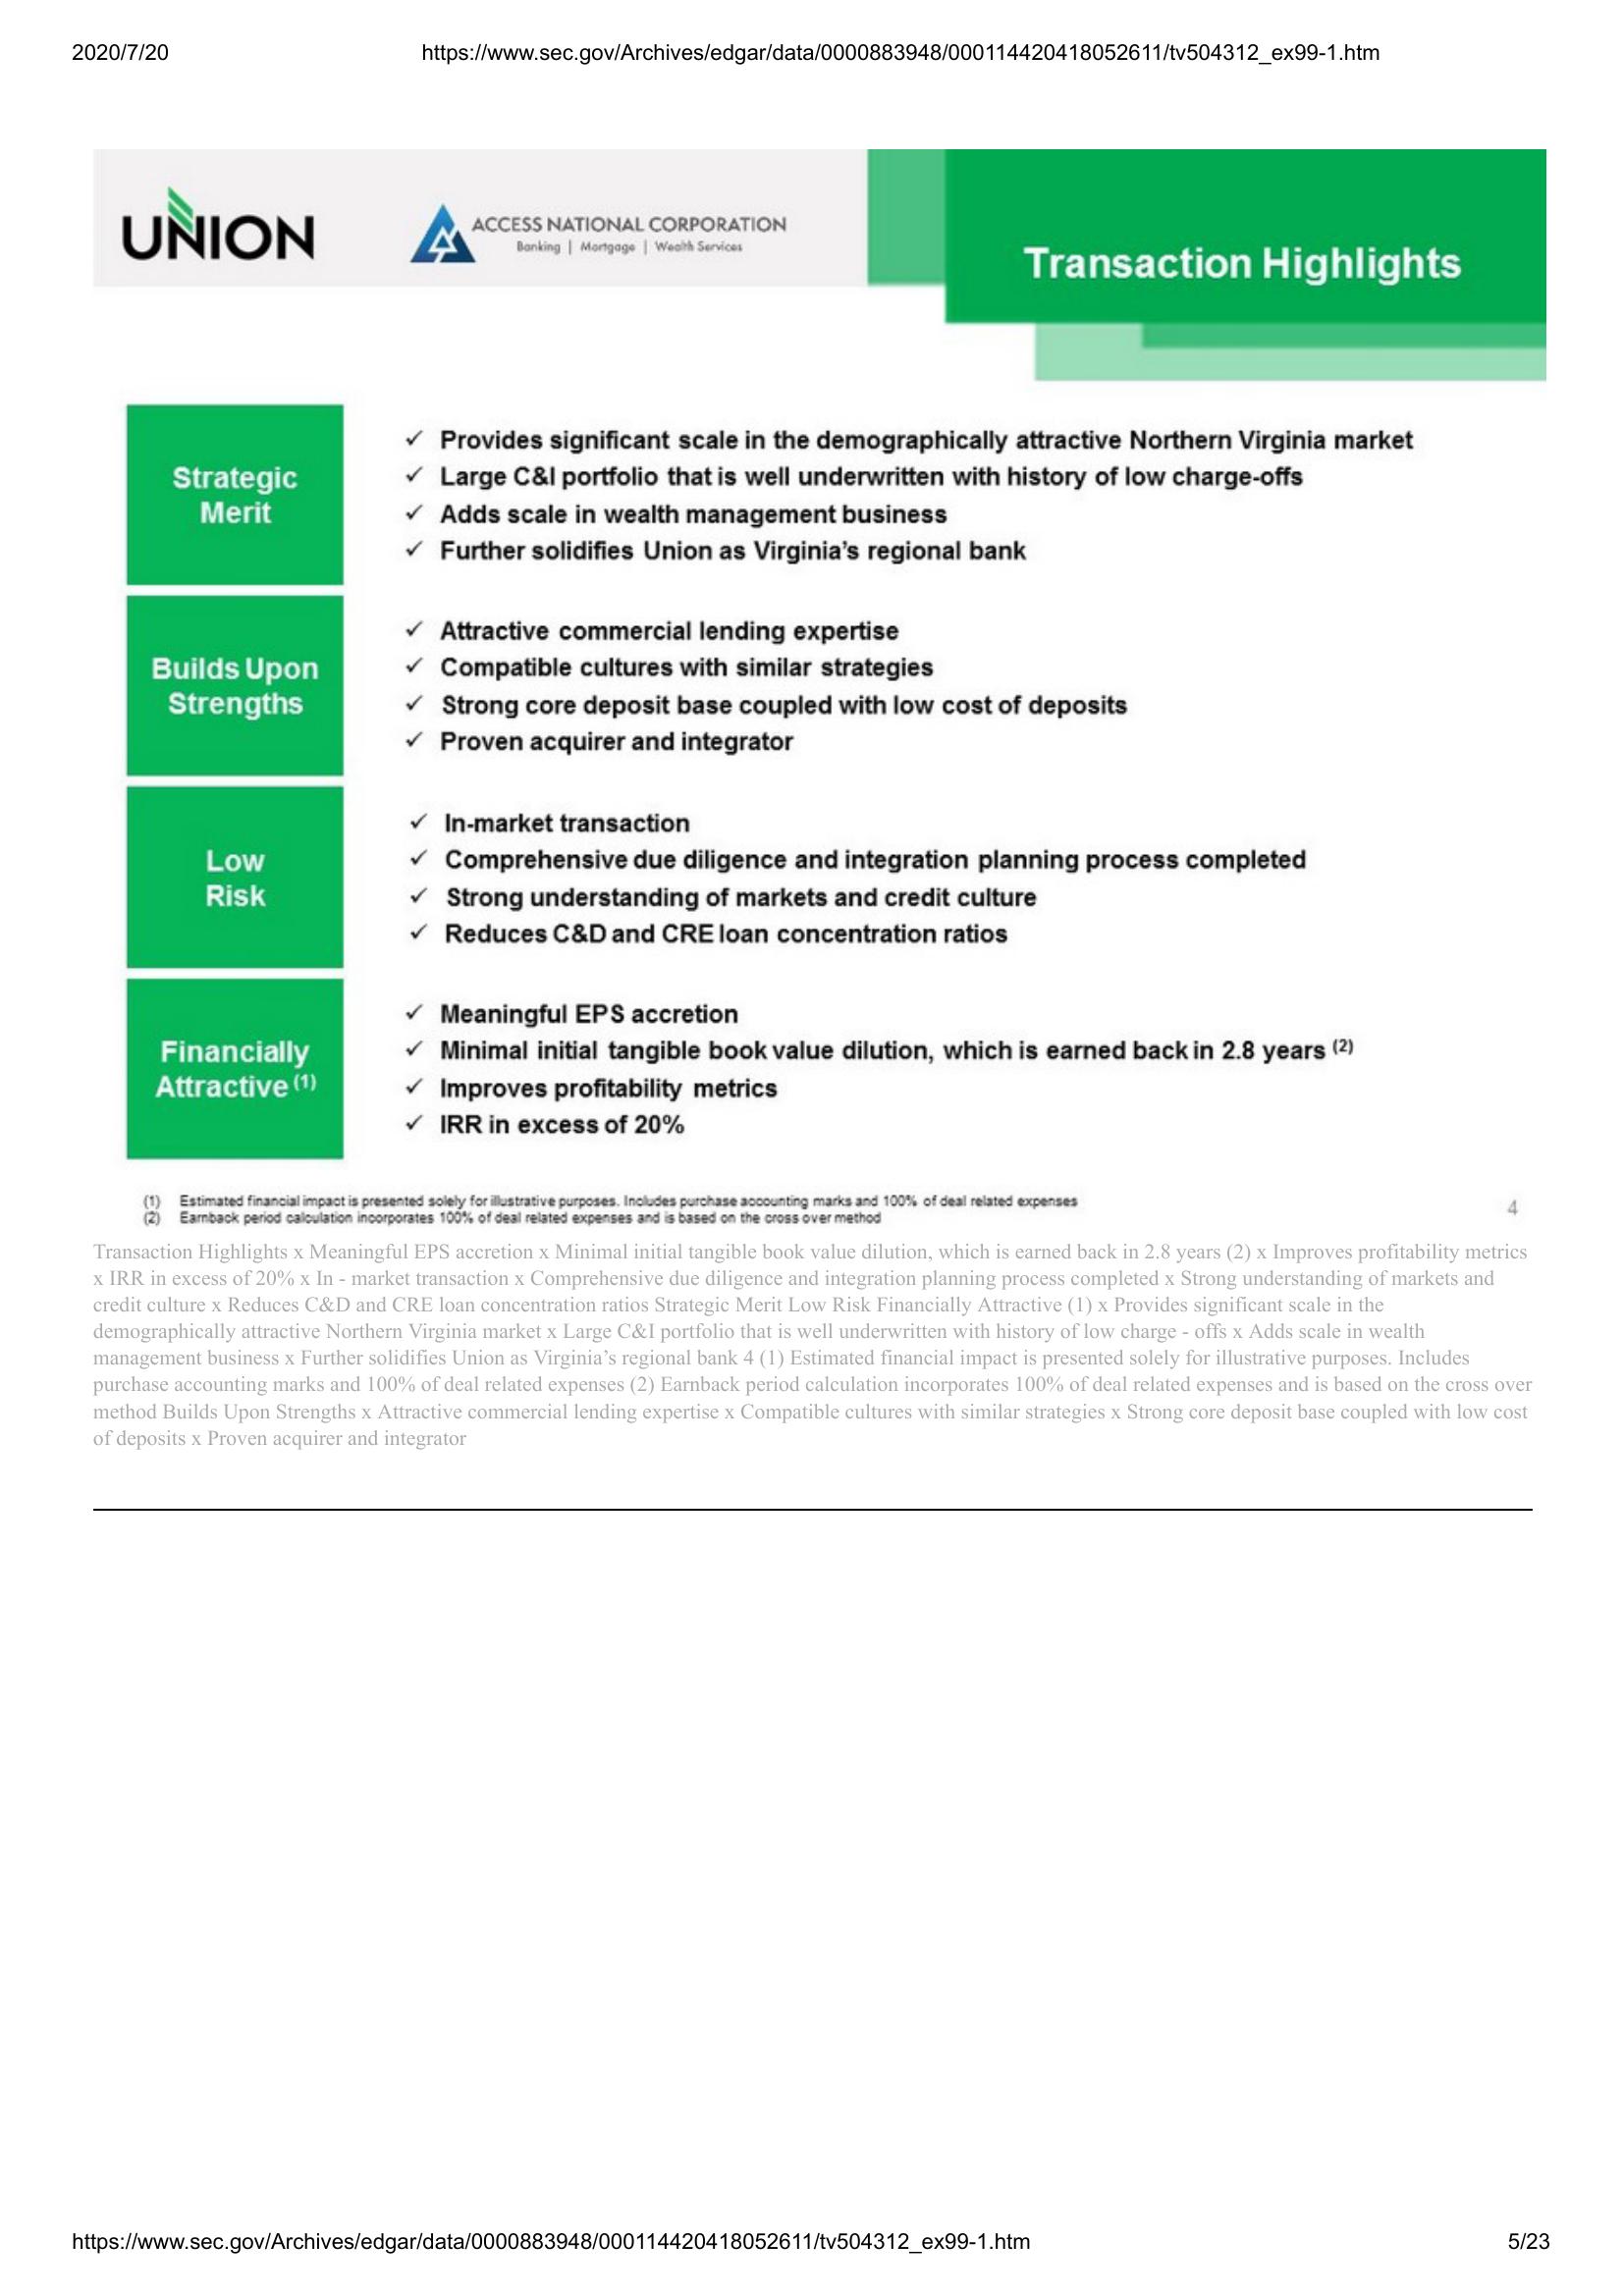 2020/7/20 https://www.sec.gov/Archives/edgar/data/0000883948/000114420418052611/tv504312_ex99-1.htm
UNION
ACCESS NATIONAL CORPORATION
Banking | Mortgage | Wealth Services
Transaction Highlights
Strategic
Merit
✓ Provides significant scale in the demographically attractive Northern Virginia market
✓ Large C&I portfolio that is well underwritten with history of low charge-offs
✓ Adds scale in wealth management business
✓ Further solidifies Union as Virginia’s regional bank
Builds Upon
Strengths
✓ Attractive commercial lending expertise
✓ Compatible cultures with similar strategies
✓ Strong core deposit base coupled with low cost of deposits
✓ Proven acquirer and integrator
Low
Risk
✓ In-market transaction
✓ Comprehensive due diligence and integration planning process completed
✓ Strong understanding of markets and credit culture
✓ Reduces C&D and CRE loan concentration ratios
Financially
Attractive (1)
✓ Meaningful EPS accretion
✓ Minimal initial tangible book value dilution, which is earned back in 2.8 years (2)
✓ Improves profitability metrics
✓ IRR in excess of 20%
(1) Estimated financial impact is presented solely for illustrative purposes. Includes purchase accounting marks and 100% of deal related expenses
(2) Earnback period calculation incorporates 100% of deal related expenses and is based on the cross over method
4
Transaction Highlights x Meaningful EPS accretion x Minimal initial tangible book value dilution, which is earned back in 2.8 years (2) x Improves profitability metrics
x IRR in excess of 20% x In - market transaction x Comprehensive due diligence and integration planning process completed x Strong understanding of markets and
credit culture x Reduces C&D and CRE loan concentration ratios Strategic Merit Low Risk Financially Attractive (1) x Provides significant scale in the
demographically attractive Northern Virginia market x Large C&I portfolio that is well underwritten with history of low charge - offs x Adds scale in wealth
management business x Further solidifies Union as Virginia’s regional bank 4 (1) Estimated financial impact is presented solely for illustrative purposes. Includes
purchase accounting marks and 100% of deal related expenses (2) Earnback period calculation incorporates 100% of deal related expenses and is based on the cross over
method Builds Upon Strengths x Attractive commercial lending expertise x Compatible cultures with similar strategies x Strong core deposit base coupled with low cost
of deposits x Proven acquirer and integrator
https://www.sec.gov/Archives/edgar/data/0000883948/000114420418052611/tv504312_ex99-1.htm 5/23